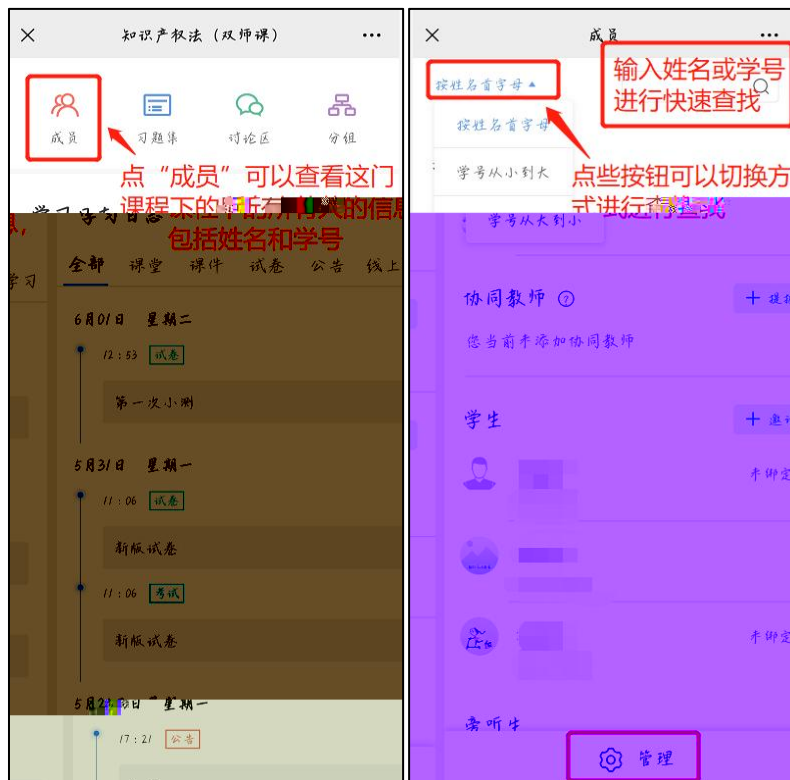 知识产权法（双师课）
成员
习题集
讨论区
分组
点“成员”可以查看这门
包括姓名和学号
学习
全部
课堂
课件
试卷
公告
线上
6月01日 星期二
12:53 试卷
第一次小测
5月31日 星期一
11:06 试卷
新版试卷
11:06 考试
新版试卷
星期一
17:21 公告
成员
按姓名首字母
输入姓名或学号
进行快速查找
按姓名首字母
学号从小到大
点些按钮可以切换方
学号从大到小
协同教师
您当前未添加协同教师
学生
未绑定
未绑定
旁听生
管理